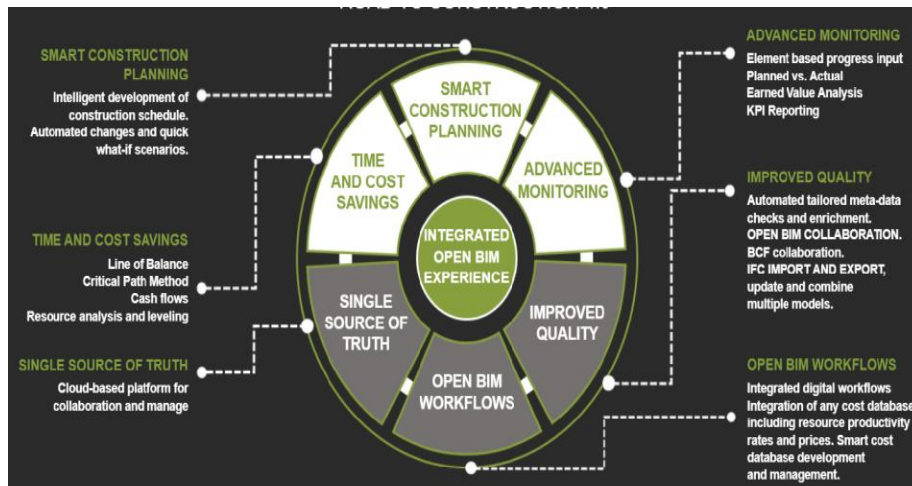 SMART CONSTRUCTION
PLANNING
Intelligent development of
construction schedule.
Automated changes and quick
what-if scenarios.
TIME AND COST SAVINGS
Line of Balance
Critical Path Method
Cash flows
Resource analysis and leveling
SINGLE SOURCE OF TRUTH
Cloud-based platform for
collaboration and manage
SMART
CONSTRUCTION
PLANNING
TIME
AND COST
SAVINGS
ADVANCED
MONITORING
INTEGRATED
OPEN BIM
EXPERIENCE
SINGLE
SOURCE OF
TRUTH
IMPROVED
QUALITY
OPEN BIM
WORKFLOWS
ADVANCED MONITORING
Element based progress input
Planned vs. Actual
Earned Value Analysis
KPI Reporting
IMPROVED QUALITY
Automated tailored meta-data
checks and enrichment.
OPEN BIM COLLABORATION.
BCF collaboration.
IFC IMPORT AND EXPORT,
update and combine
multiple models.
OPEN BIM WORKFLOWS
Integrated digital workflows
Integration of any cost database
including resource productivity
rates and prices. Smart cost
database development
and management.